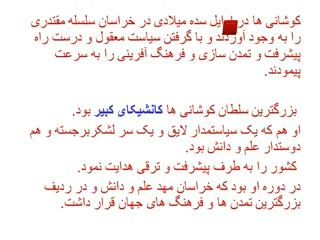 کوشانی ها در اوایل سده میلادی در خراسان سلسله مقتدری
را به وجود آوردند و با گرفتن سیاست معقول و درست راه
پیشرفت و تمدن سازی و فرهنگ آفرینی را به سرعت
پیمودند.
بزرگترین سلطان کوشانی ها کانشیکای کبیر بود.
او هم که یک سیاستمدار لایق و یک سر لشکربرجسته و هم
دوستدار علم و دانش بود.
کشور را به طرف پیشرفت و ترقی هدایت نمود.
در دوره او بود که خراسان مهد علم و دانش و در ردیف
بزرگترین تمدن ها و فرهنگ های جهان قرار داشت.